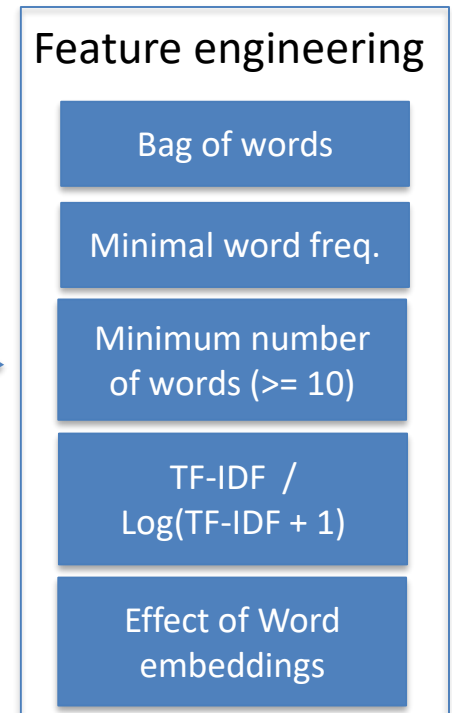 Feature engineering
Bag of words
Minimal word freq.
Minimum number
of words (>= 10)
TF-IDF /
Log(TF-IDF + 1)
Effect of Word
embeddings